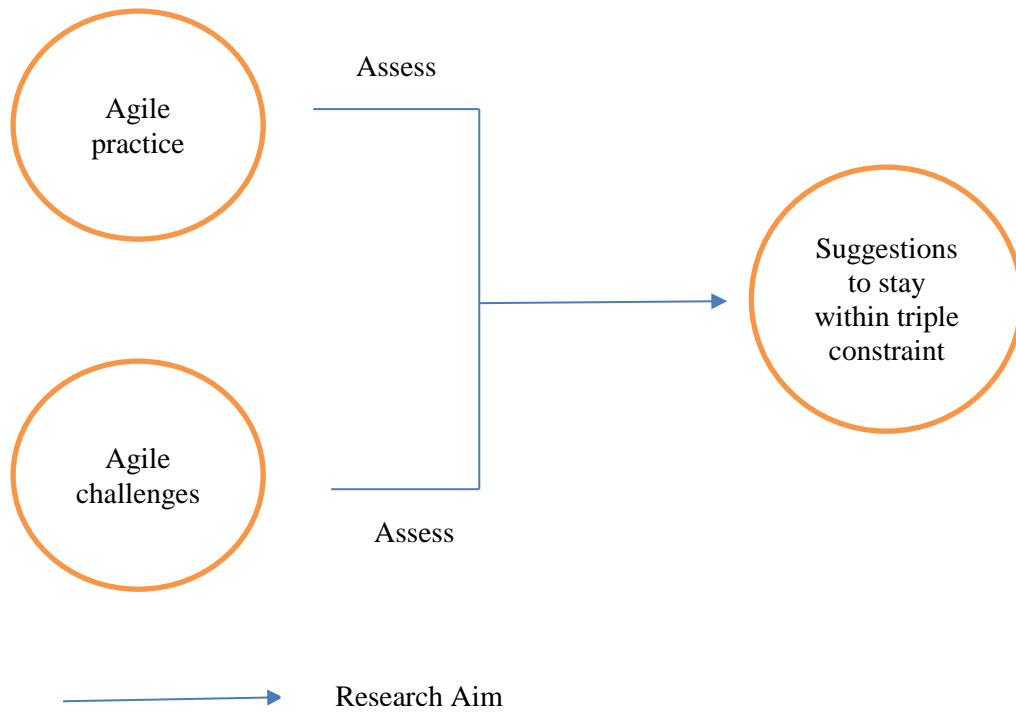 Assess
Agile
practice
Suggestions
to stay
within triple
constraint
Agile
challenges
Assess
Research Aim